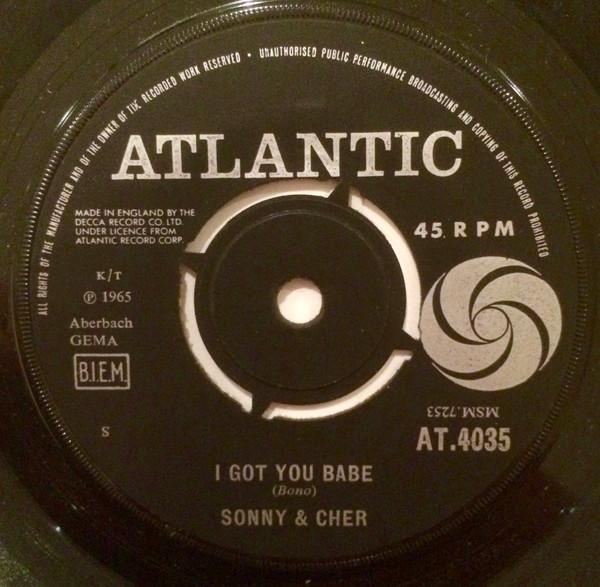 ALL RIGHTS OF THE MANUFACTURER AND OF THE OWNER OF THE RECORDED WORK RESERVED • UNAUTHORISED PUBLIC PERFORMANCE BROADCASTING AND COPYING OF THIS RECORD PROHIBITED
ATLANTIC
MADE IN ENGLAND BY THE
DECCA RECORD CO. LTD.
UNDER LICENCE FROM
ATLANTIC RECORD CORP.
45. RPM
K/T
℗ 1965
Aberbach
GEMA
B.I.E.M.
S
MSM.7253
AT.4035
I GOT YOU BABE
(Bono)
SONNY & CHER